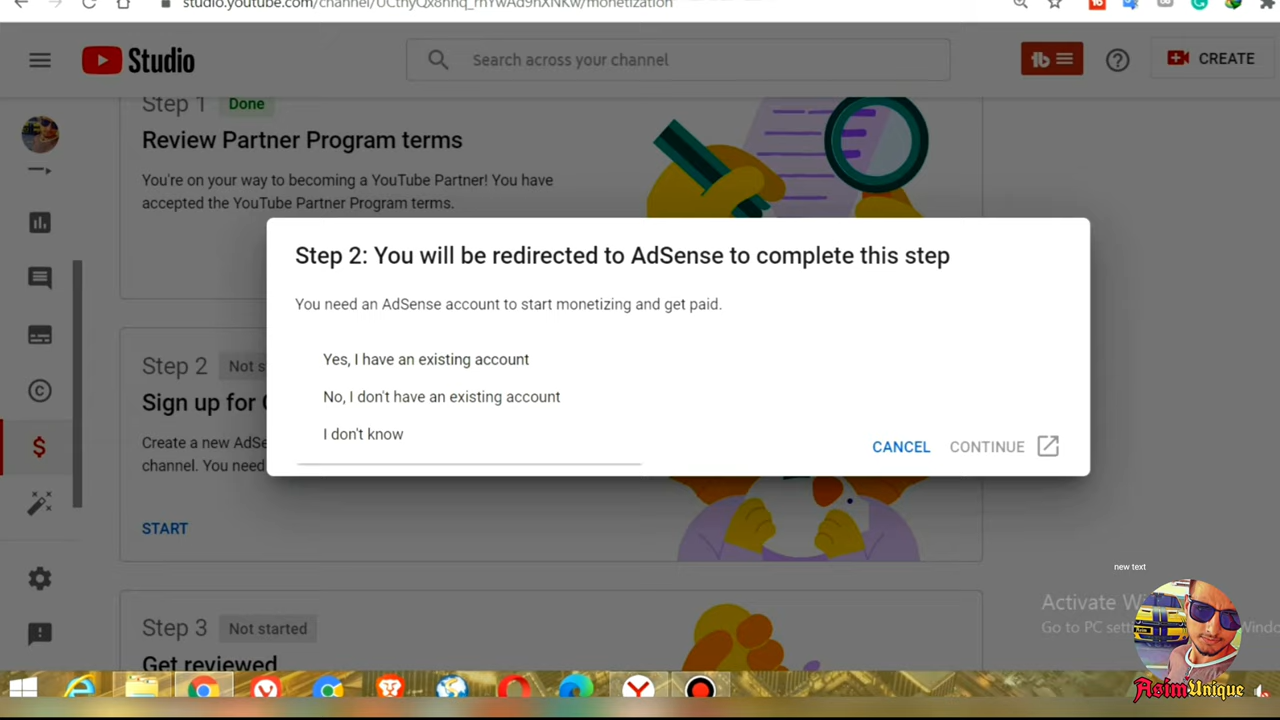 studio.youtube.com/channel/UCthyQx8hhq_rhYwAd9hXNKw/monetization
Studio
Search across your channel
CREATE
Step 1 Done
Review Partner Program terms
You're on your way to becoming a YouTube Partner! You have
accepted the YouTube Partner Program terms.
Step 2: You will be redirected to AdSense to complete this step
You need an AdSense account to start monetizing and get paid.
Yes, I have an existing account
No, I don't have an existing account
I don't know
CANCEL CONTINUE
Step 2 Not s
Sign up for
Create a new AdSe
channel. You need
START
Step 3 Not started
Get reviewed
new text
Activate Wi
Go to PC setti
AsimUnique